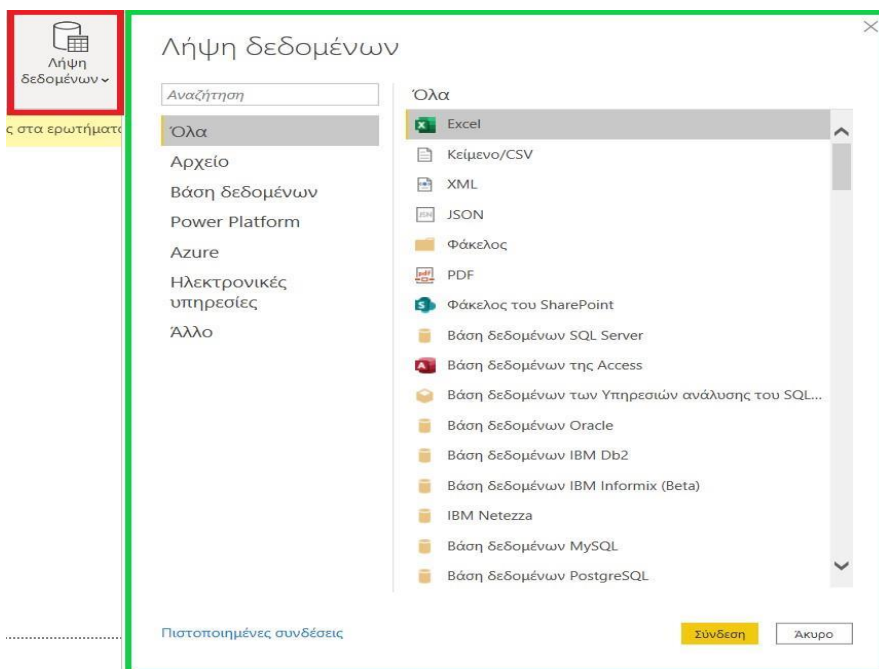 Λήψη
δεδομένων
ς στα ερωτήματ
Λήψη δεδομένων
Αναζήτηση
Όλα
Αρχείο
Βάση δεδομένων
Power Platform
Azure
Ηλεκτρονικές
υπηρεσίες
Άλλο
Όλα
Excel
Κείμενο/CSV
XML
JSON
Φάκελος
PDF
Φάκελος του SharePoint
Βάση δεδομένων SQL Server
Βάση δεδομένων της Access
Βάση δεδομένων των Υπηρεσιών ανάλυσης του SQL...
Βάση δεδομένων Oracle
Βάση δεδομένων IBM Db2
Βάση δεδομένων IBM Informix (Beta)
IBM Netezza
Βάση δεδομένων MySQL
Βάση δεδομένων PostgreSQL
Πιστοποιημένες συνδέσεις
Σύνδεση
Άκυρο